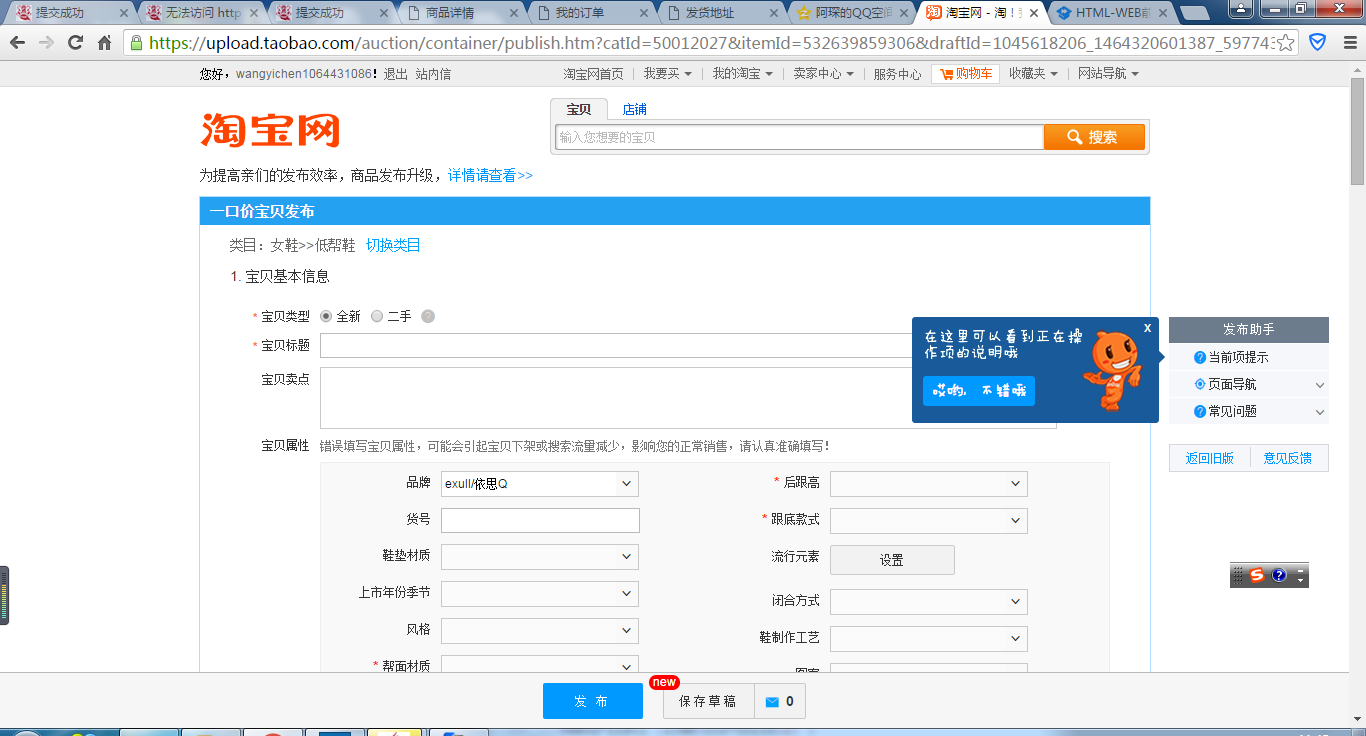 提交成功 无法访问 http 提交成功 商品详情 我的订单 发货地址 阿琛的QQ空间 淘宝网 - 淘！我 HTML-WEB前
https://upload.taobao.com/auction/container/publish.htm?catId=50012027&itemId=532639859306&draftId=1045618206_1464320601387_597743
您好，wangyichen1064431086！退出 站内信 淘宝网首页 我要买 我的淘宝 卖家中心 服务中心 购物车 收藏夹 网站导航
宝贝 店铺
淘宝网
输入您想要的宝贝 搜索
为提高亲们的发布效率，商品发布升级，详情请查看>>
一口价宝贝发布
类目：女鞋>>低帮鞋 切换类目
1. 宝贝基本信息
* 宝贝类型 全新 二手 ?
* 宝贝标题
宝贝卖点
宝贝属性 错误填写宝贝属性，可能会引起宝贝下架或搜索流量减少，影响您的正常销售，请认真准确填写！
品牌 exull/依思Q * 后跟高
货号 * 跟底款式
鞋垫材质 流行元素 设置
上市年份季节 闭合方式
风格 鞋制作工艺
* 帮面材质
在这里可以看到正在操
作项的说明哦
哎哟，不错哦
x
发布助手
当前项提示
页面导航
常见问题
返回旧版 意见反馈
发 布 new 保存草稿 0